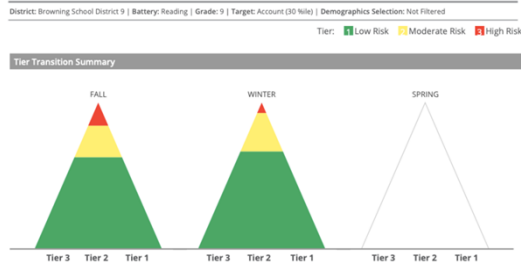 District: Browning School District 9 | Battery: Reading | Grade: 9 | Target: Account (30 %ile) | Demographics Selection: Not Filtered
Tier: 1 Low Risk 2 Moderate Risk 3 High Risk
Tier Transition Summary
FALL WINTER SPRING
Tier 3 Tier 2 Tier 1 Tier 3 Tier 2 Tier 1 Tier 3 Tier 2 Tier 1